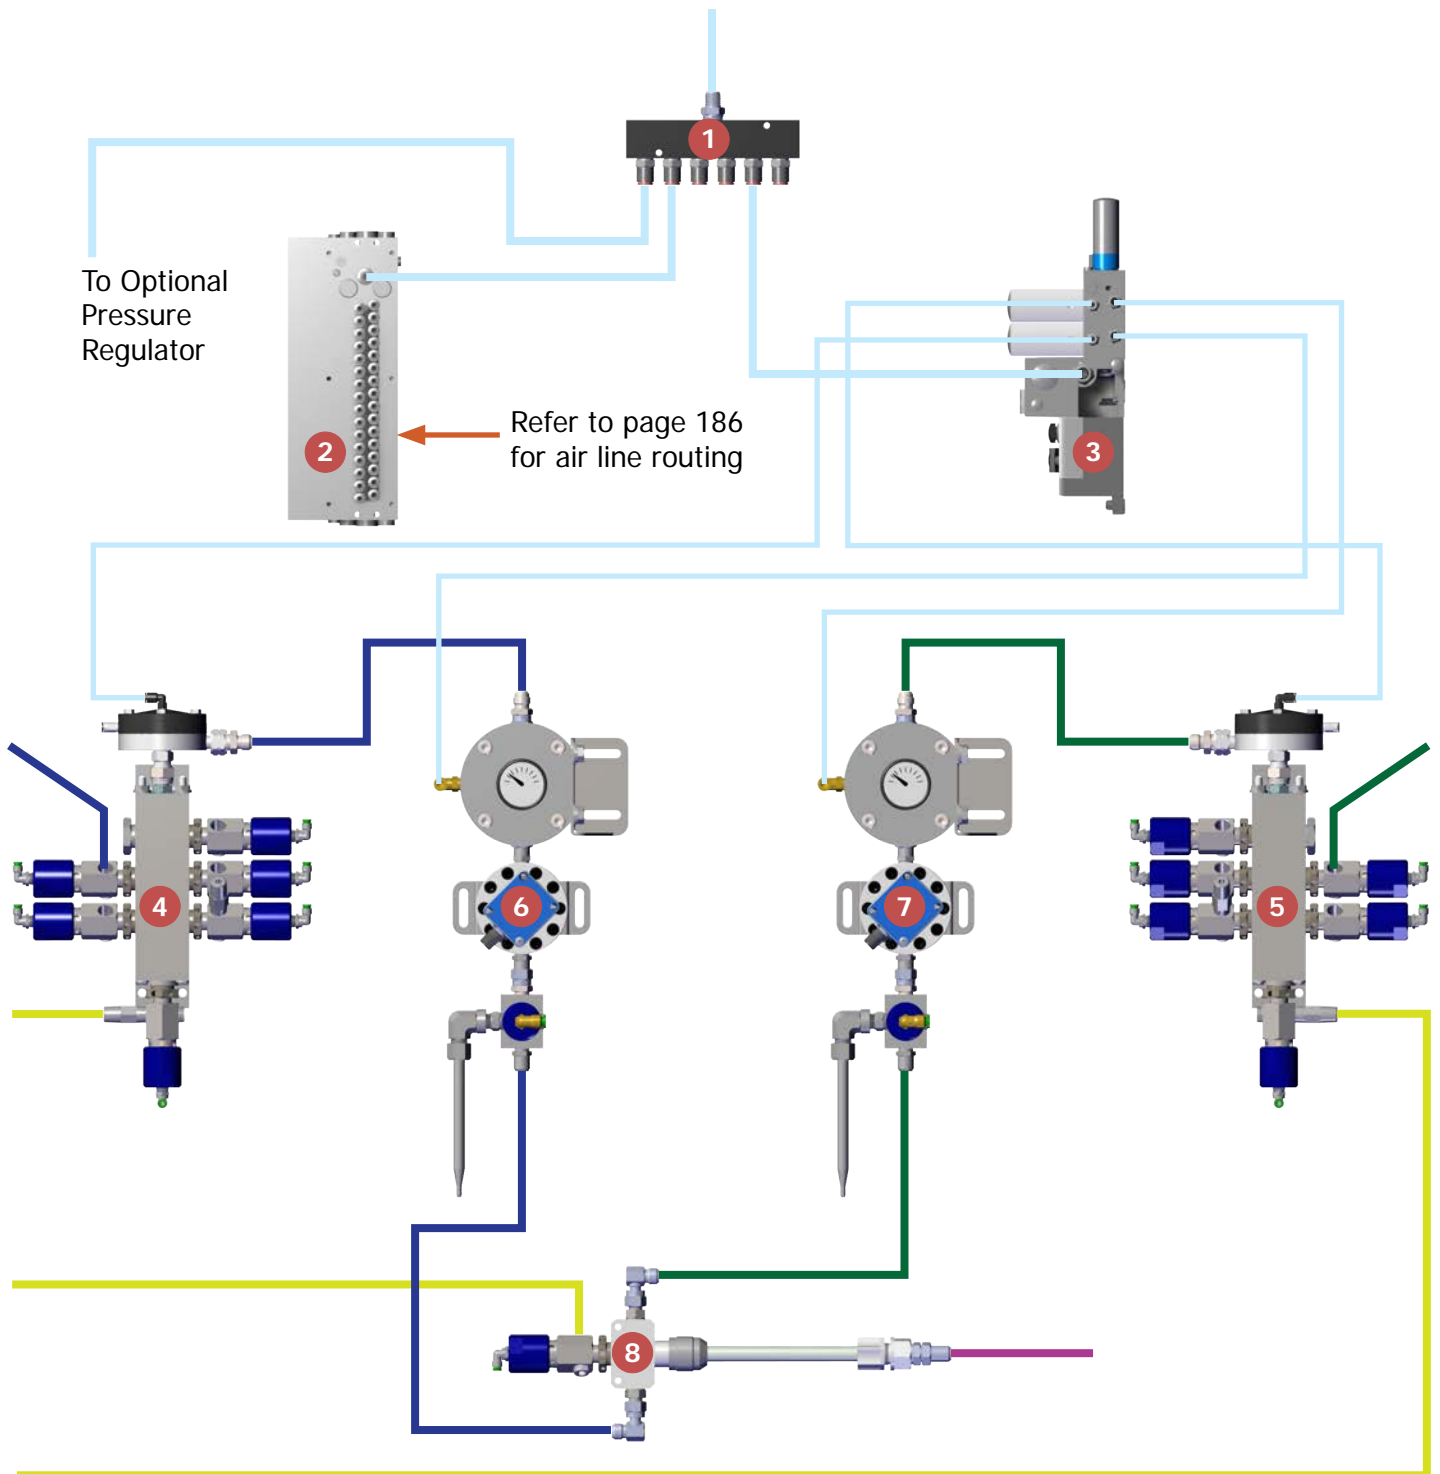 1
To Optional
Pressure
Regulator
Refer to page 186
for air line routing
2
3
4
6
7
5
8